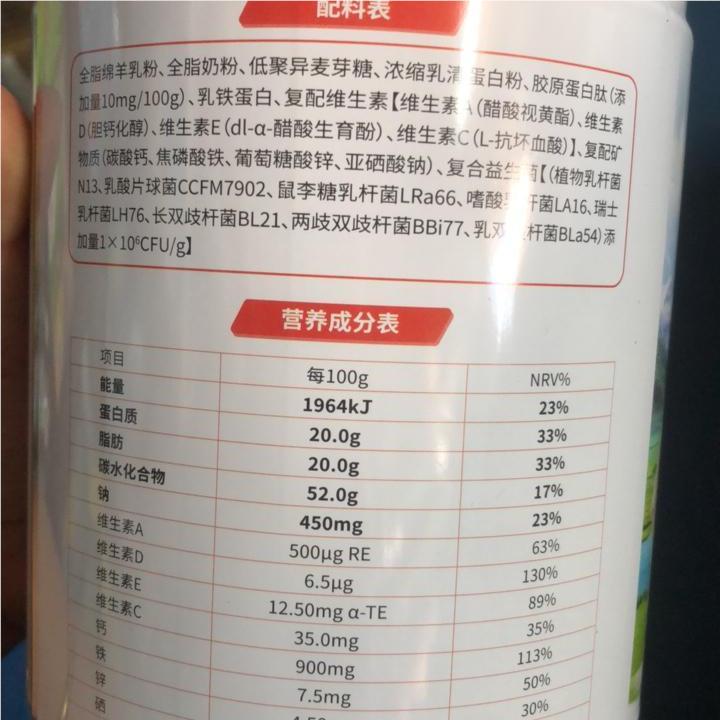 配料表
全脂绵羊乳粉、全脂奶粉、低聚异麦芽糖、浓缩乳清蛋白粉、胶原蛋白肽(添
加量10mg/100g)、乳铁蛋白、复配维生素【维生素A(醋酸视黄酯)、维生素
D(胆钙化醇)、维生素E(dl-α-醋酸生育酚)、维生素C(L-抗坏血酸)】、复配矿
物质(碳酸钙、焦磷酸铁、葡萄糖酸锌、亚硒酸钠)、复合益生菌【(植物乳杆菌
N13、乳酸片球菌CCFM7902、鼠李糖乳杆菌LRa66、嗜酸乳杆菌LA16、瑞士
乳杆菌LH76、长双歧杆菌BL21、两歧双歧杆菌BBi77、乳双歧杆菌BLa54)添
加量1×10⁶CFU/g】
营养成分表
项目 每100g NRV%
能量 1964kJ 23%
蛋白质 20.0g 33%
脂肪 20.0g 33%
碳水化合物 52.0g 17%
钠 450mg 23%
维生素A 500μg RE 63%
维生素D 6.5μg 130%
维生素E 12.50mg α-TE 89%
维生素C 35.0mg 35%
钙 900mg 113%
铁 7.5mg 50%
锌 30%
硒